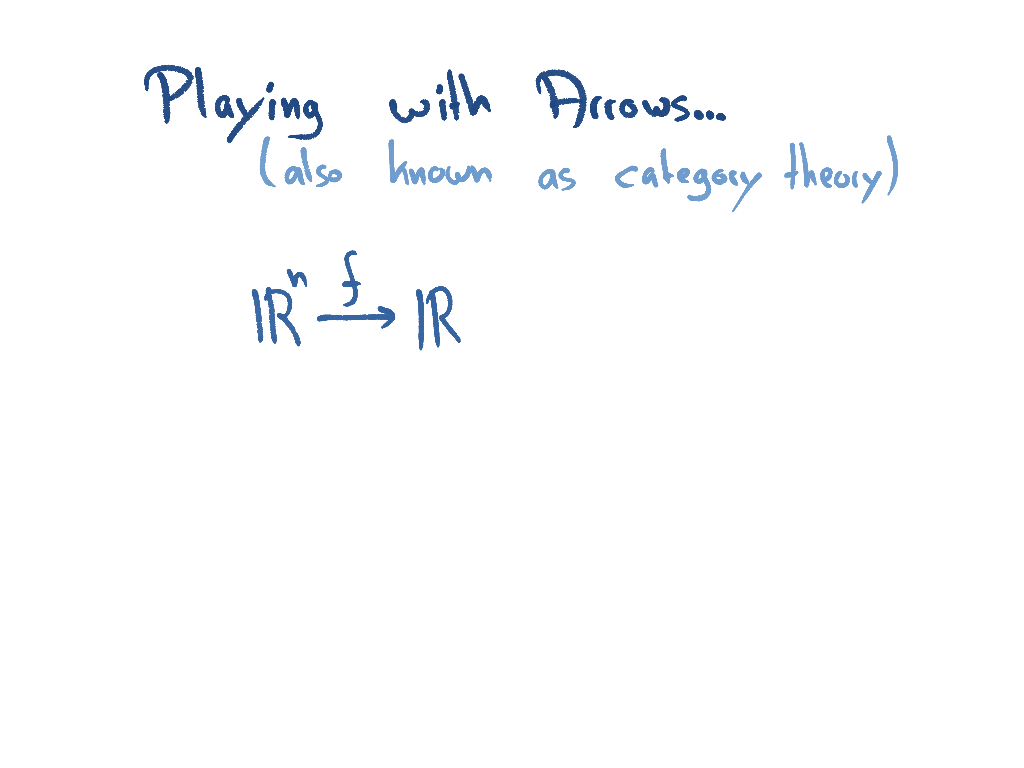 Playing with Arrows...
(also known as category theory)
ℝⁿ →ᶠ ℝ